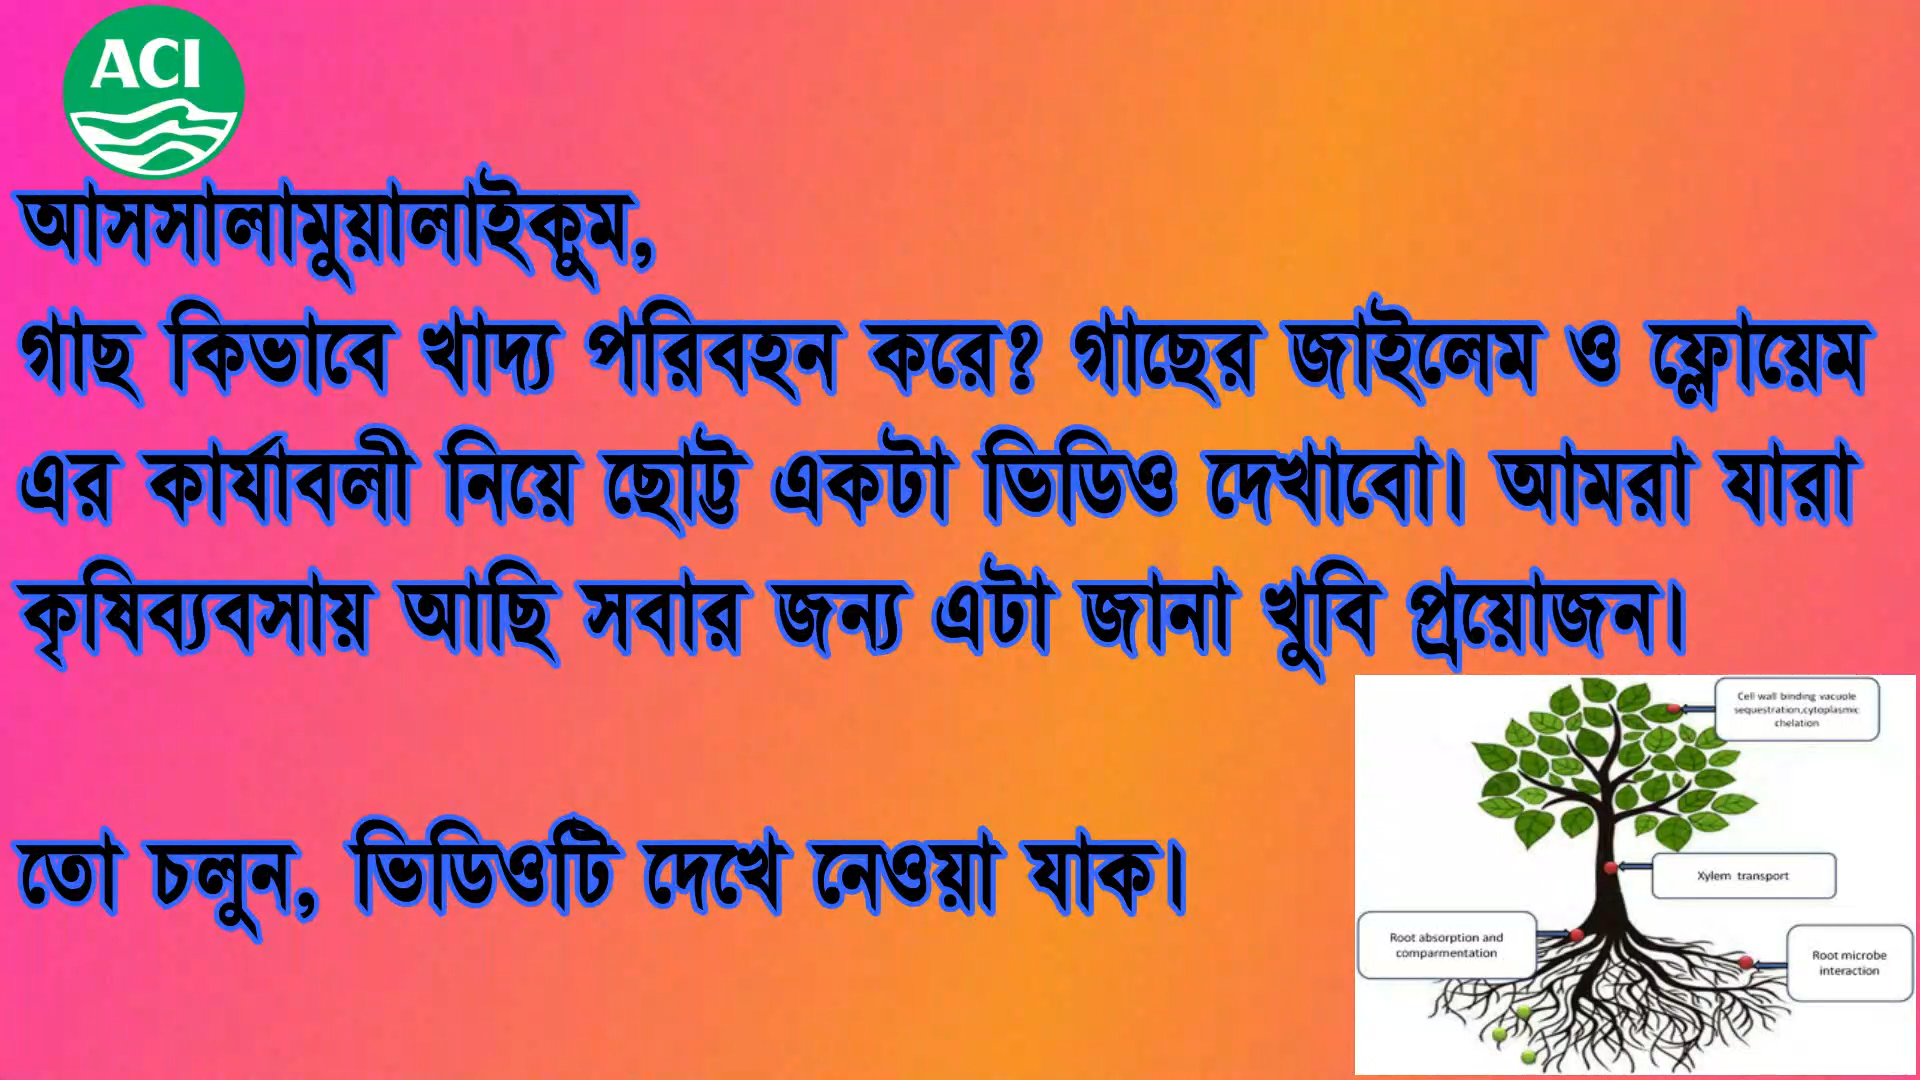 ACI
আসসালামুয়ালাইকুম,
গাছ কিভাবে খাদ্য পরিবহন করে? গাছের জাইলেম ও ফ্লোয়েম
এর কার্যাবলী নিয়ে ছোট্ট একটা ভিডিও দেখাবো। আমরা যারা
কৃষিব্যবসায় আছি সবার জন্য এটা জানা খুবি প্রয়োজন।
তো চলুন, ভিডিওটি দেখে নেওয়া যাক।
Cell wall binding vacuole
sequestration,cytoplasmic
chelation
Xylem transport
Root absorption and
comparmentation
Root microbe
interaction